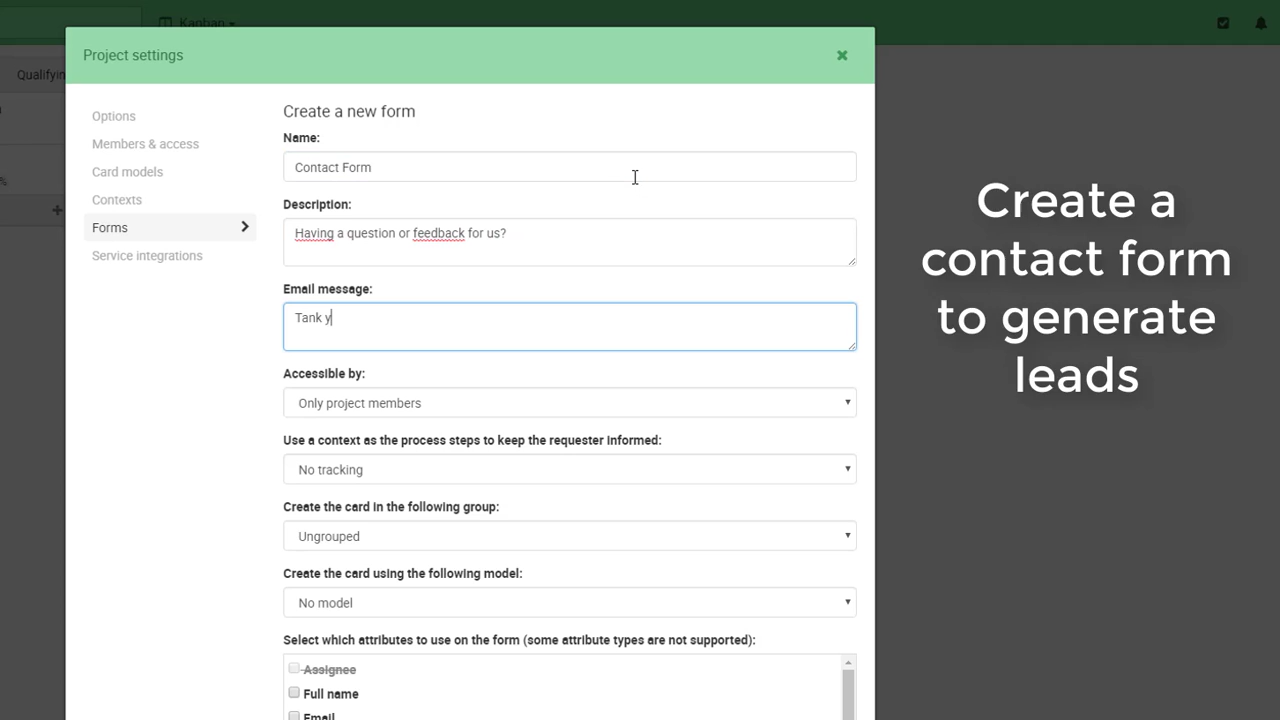 Kanban
Project settings
Qualifyin
Options
Members & access
Card models
Contexts
Forms
Service integrations
Create a new form
Name:
Contact Form
Description:
Having a question or feedback for us?
Email message:
Tank y
Accessible by:
Only project members
Use a context as the process steps to keep the requester informed:
No tracking
Create the card in the following group:
Ungrouped
Create the card using the following model:
No model
Select which attributes to use on the form (some attribute types are not supported):
Assignee
Full name
Email
%
Create a
contact form
to generate
leads